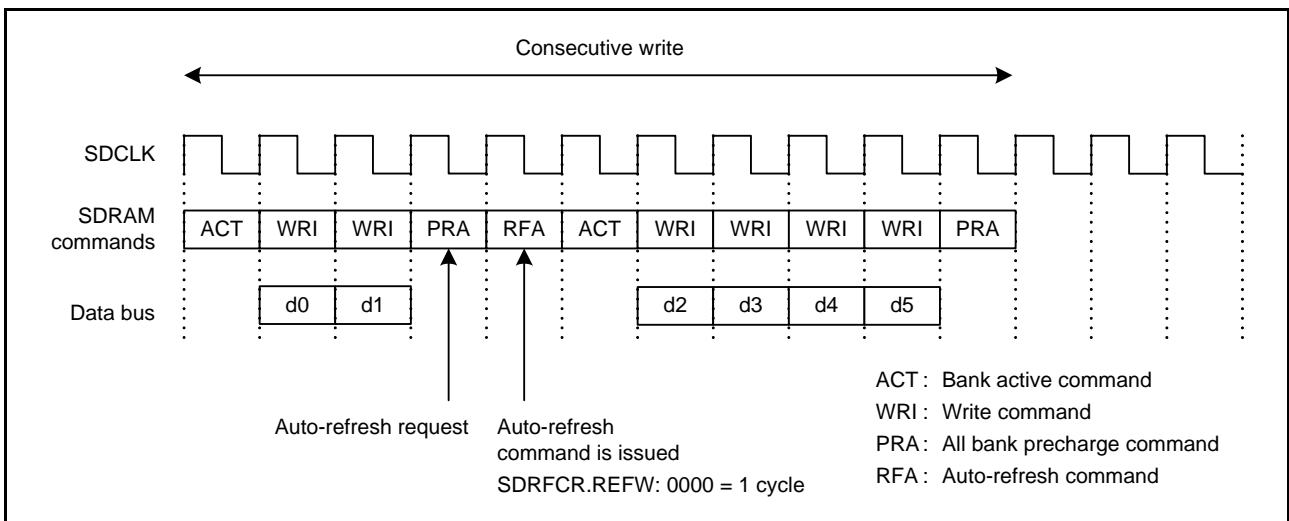 Consecutive write
SDCLK
SDRAM
commands
ACT WRI WRI PRA RFA ACT WRI WRI WRI WRI PRA
Data bus
d0 d1 d2 d3 d4 d5
ACT : Bank active command
WRI : Write command
PRA : All bank precharge command
RFA : Auto-refresh command
Auto-refresh request
Auto-refresh
command is issued
SDRFCR.REFW: 0000 = 1 cycle